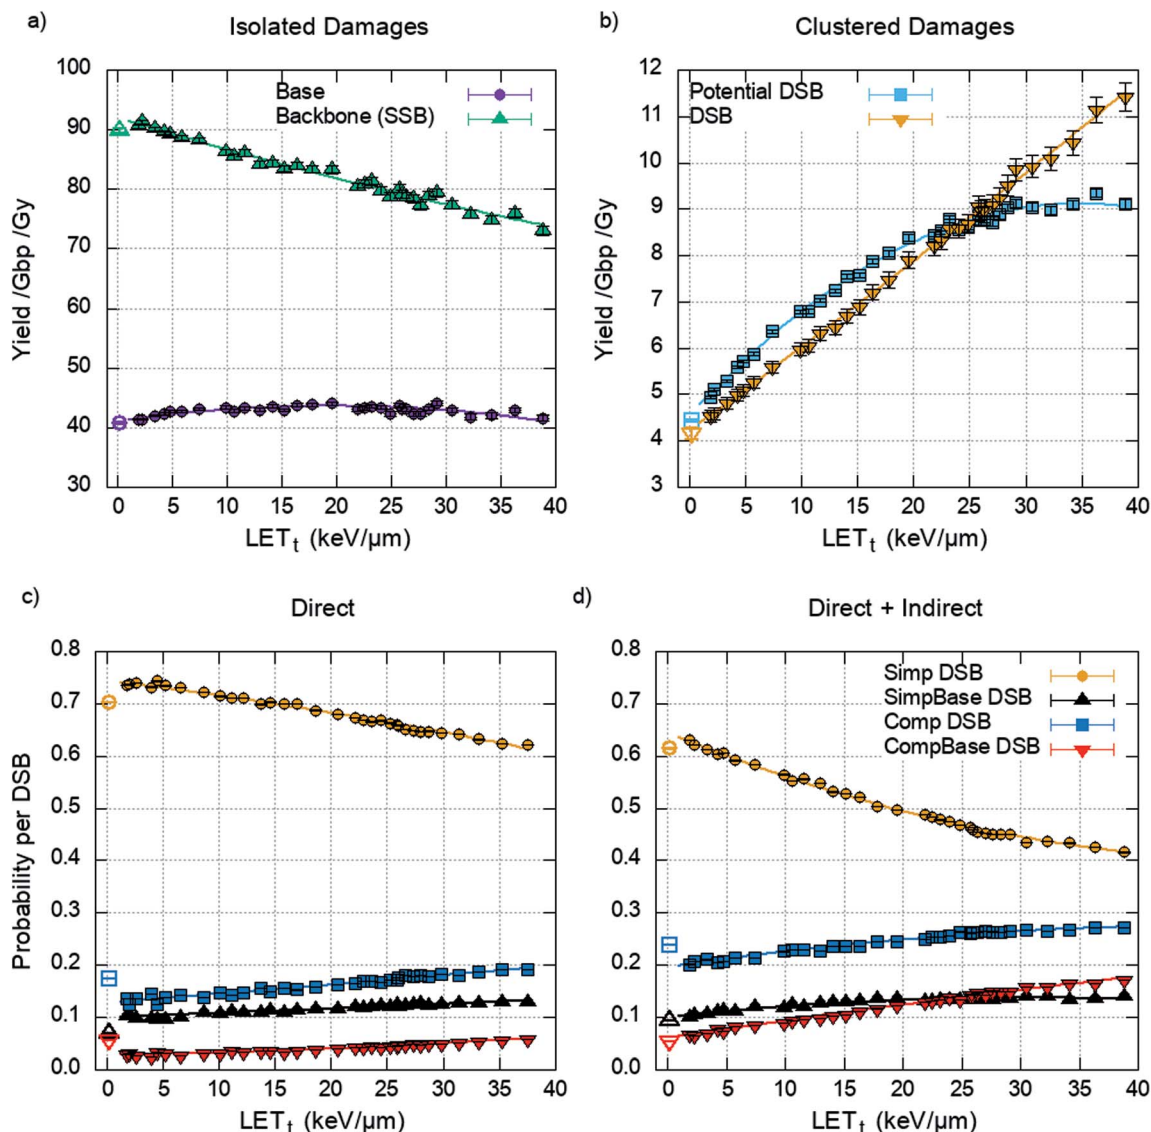 a)
Isolated Damages
100
90
80
70
60
50
40
30
Yield /Gbp /Gy
Base
Backbone (SSB)
0 5 10 15 20 25 30 35 40
LETt (keV/µm)
b)
Clustered Damages
12
11
10
9
8
7
6
5
4
3
Yield /Gbp /Gy
Potential DSB
DSB
0 5 10 15 20 25 30 35 40
LETt (keV/µm)
c)
Direct
0.8
0.7
0.6
0.5
0.4
0.3
0.2
0.1
0.0
Probability per DSB
0 5 10 15 20 25 30 35 40
LETt (keV/µm)
d)
Direct + Indirect
0.8
0.7
0.6
0.5
0.4
0.3
0.2
0.1
0.0
Simp DSB
SimpBase DSB
Comp DSB
CompBase DSB
0 5 10 15 20 25 30 35 40
LETt (keV/µm)